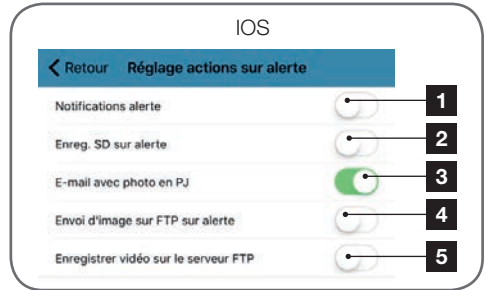 IOS
Retour Réglage actions sur alerte
Notifications alerte 1
Enreg. SD sur alerte 2
E-mail avec photo en PJ 3
Envoi d'image sur FTP sur alerte 4
Enregistrer vidéo sur le serveur FTP 5